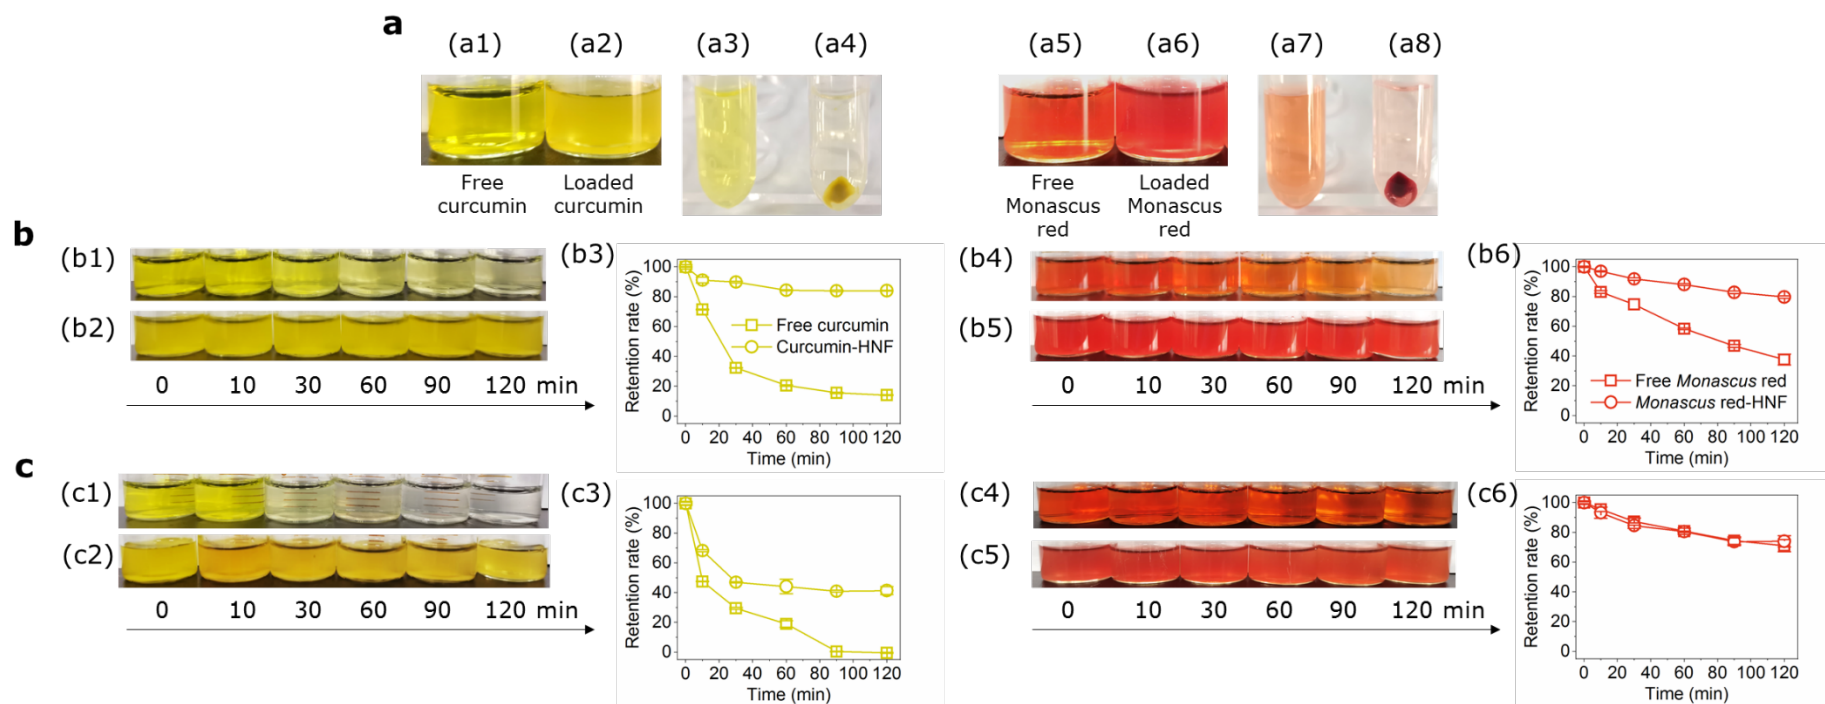 a
(a1) (a2) (a3) (a4) (a5) (a6) (a7) (a8)
Free
curcumin
Loaded
curcumin
Free
Monascus
red
Loaded
Monascus
red
b
(b1)
(b2)
0 10 30 60 90 120 min
(b3)
Retention rate (%)
100
80
60
40
20
0
Free curcumin
Curcumin-HNF
0 20 40 60 80 100 120
Time (min)
(b4)
(b5)
0 10 30 60 90 120 min
(b6)
Retention rate (%)
100
80
60
40
20
0
Free Monascus red
Monascus red-HNF
0 20 40 60 80 100 120
Time (min)
c
(c1)
(c2)
0 10 30 60 90 120 min
(c3)
Retention rate (%)
100
80
60
40
20
0
0 20 40 60 80 100 120
Time (min)
(c4)
(c5)
0 10 30 60 90 120 min
(c6)
Retention rate (%)
100
80
60
40
20
0
0 20 40 60 80 100 120
Time (min)